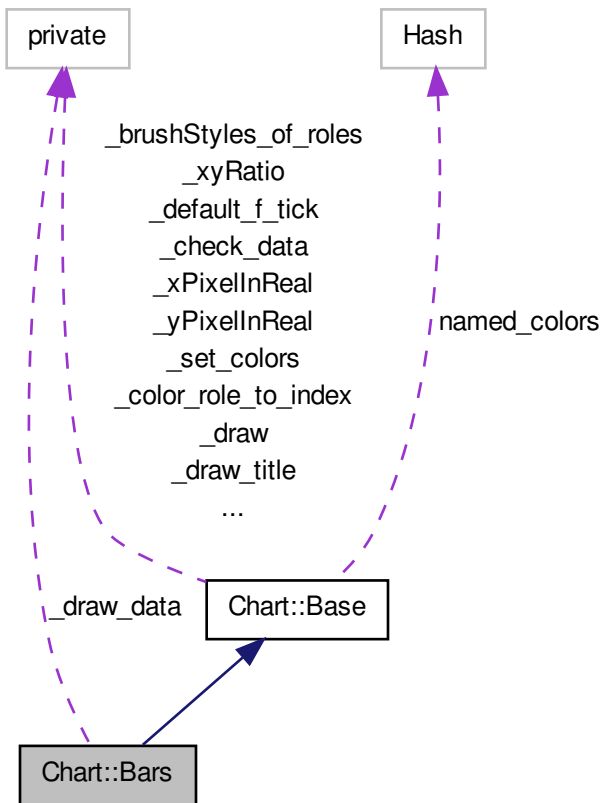 private
Hash
_brushStyles_of_roles
_xyRatio
_default_f_tick
_check_data
_xPixelInReal
_yPixelInReal
_set_colors
_color_role_to_index
_draw
_draw_title
...
named_colors
Chart::Base
_draw_data
Chart::Bars